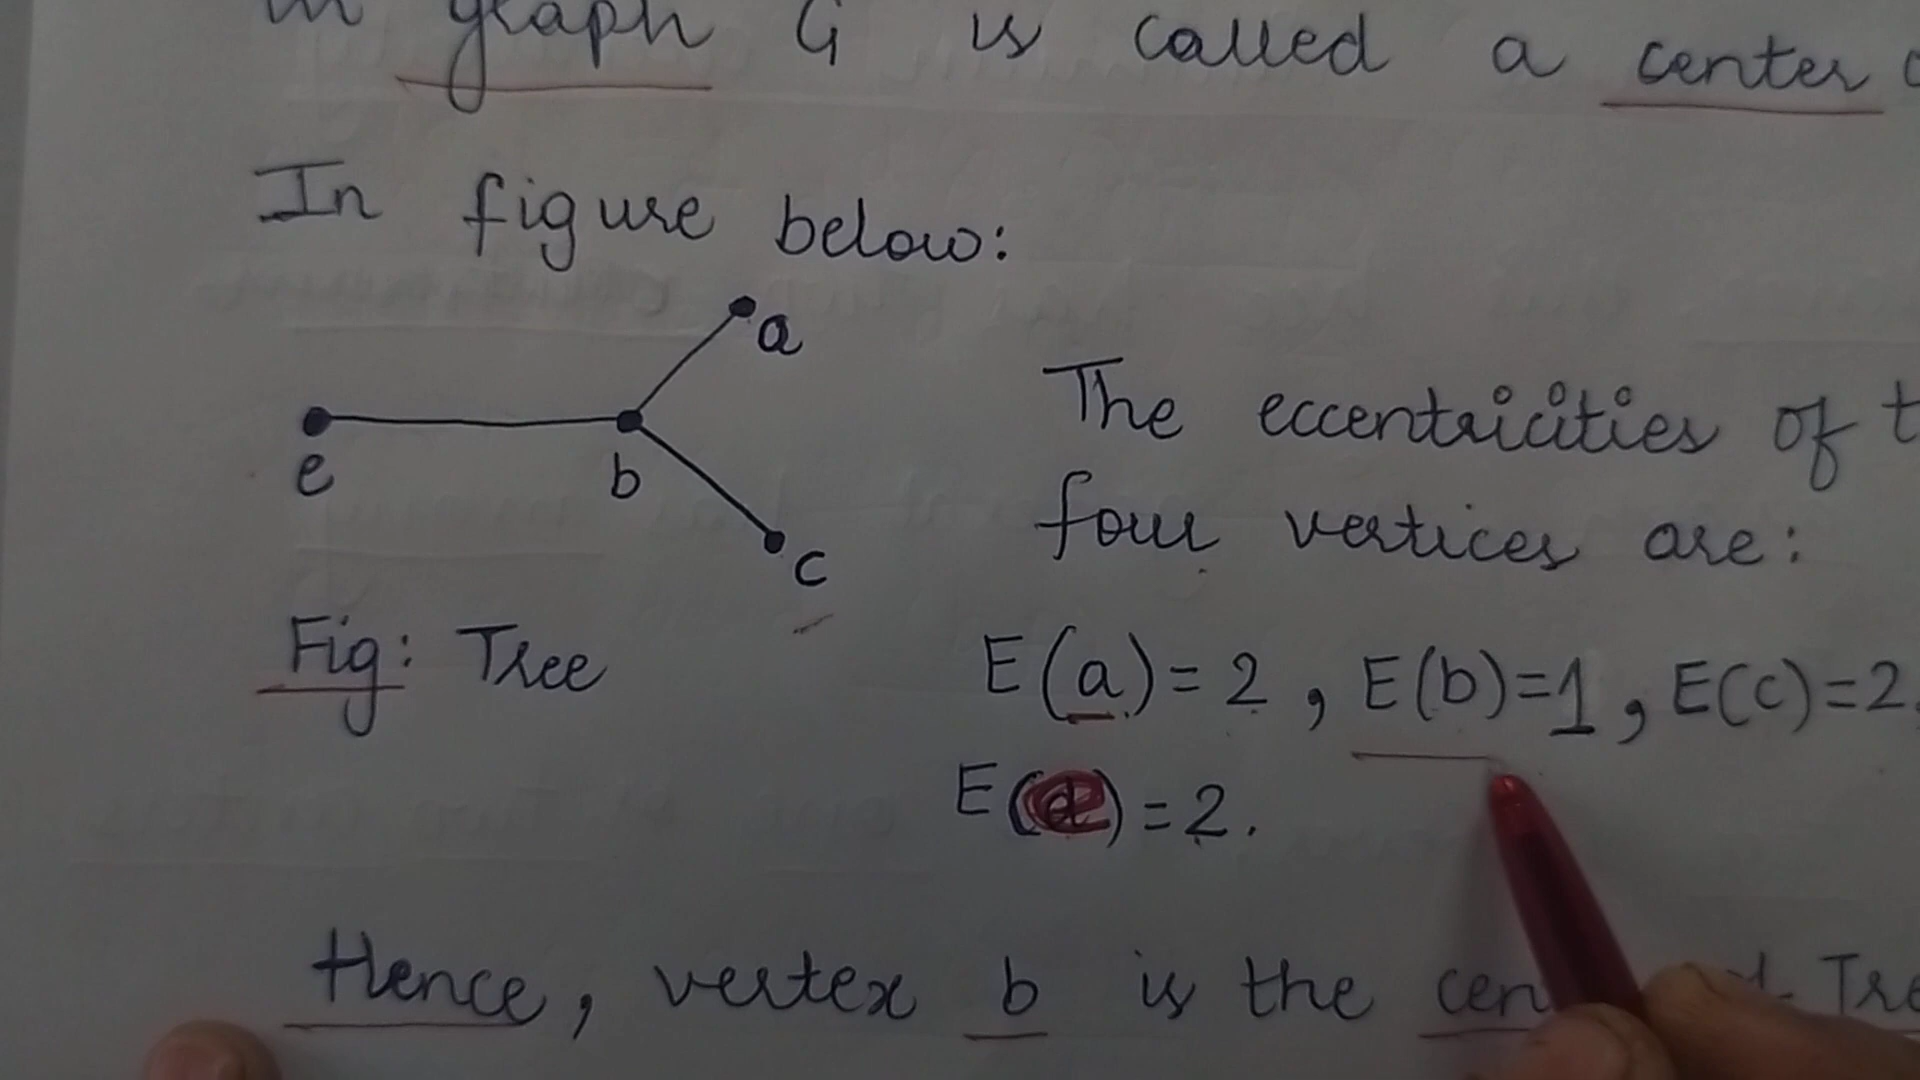 in graph G is called a center
In figure below:
a
e
b
c
Fig: Tree
The eccentricities of
four vertices are:
E(a)=2, E(b)=1, E(c)=2,
E(e)=2.
Hence, vertex b is the